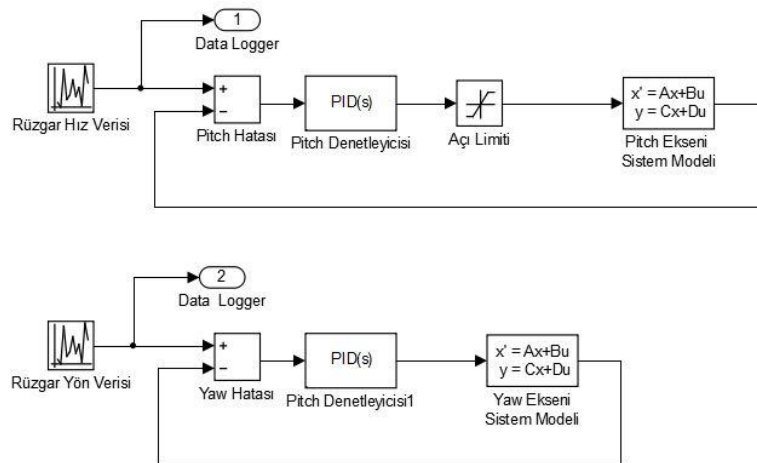 1
Data Logger
Rüzgar Hız Verisi
+
−
Pitch Hatası
PID(s)
Pitch Denetleyicisi
Açı Limiti
x' = Ax+Bu
y = Cx+Du
Pitch Ekseni
Sistem Modeli
2
Data Logger
Rüzgar Yön Verisi
+
−
Yaw Hatası
PID(s)
Pitch Denetleyicisi1
x' = Ax+Bu
y = Cx+Du
Yaw Ekseni
Sistem Modeli